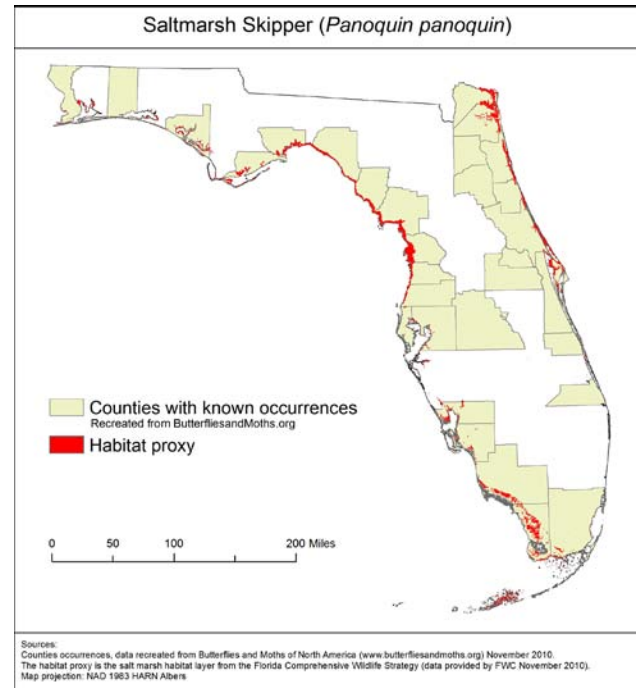 Saltmarsh Skipper (Panoquin panoquin)
Counties with known occurrences
Recreated from ButterfliesandMoths.org
Habitat proxy
0 50 100 200 Miles
Sources:
Counties occurrences, data recreated from Butterflies and Moths of North America (www.butterfliesandmoths.org) November 2010.
The habitat proxy is the salt marsh habitat layer from the Florida Comprehensive Wildlife Strategy (data provided by FWC November 2010).
Map projection: NAD 1983 HARN Albers